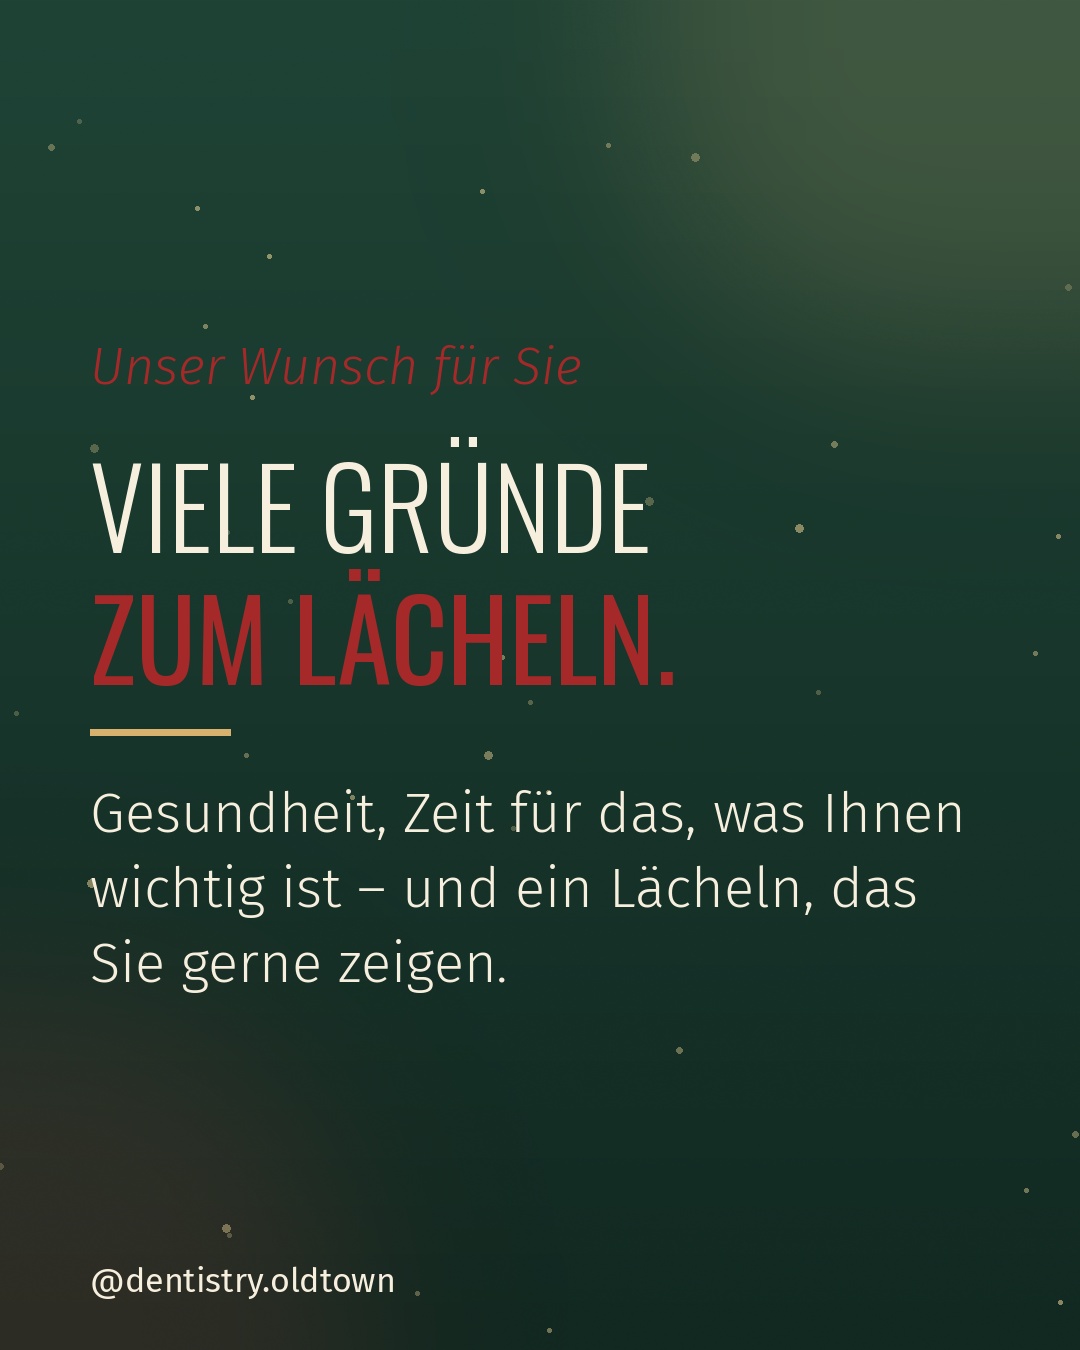 Unser Wunsch für Sie
VIELE GRÜNDE
ZUM LÄCHELN.
Gesundheit, Zeit für das, was Ihnen
wichtig ist – und ein Lächeln, das
Sie gerne zeigen.
@dentistry.oldtown